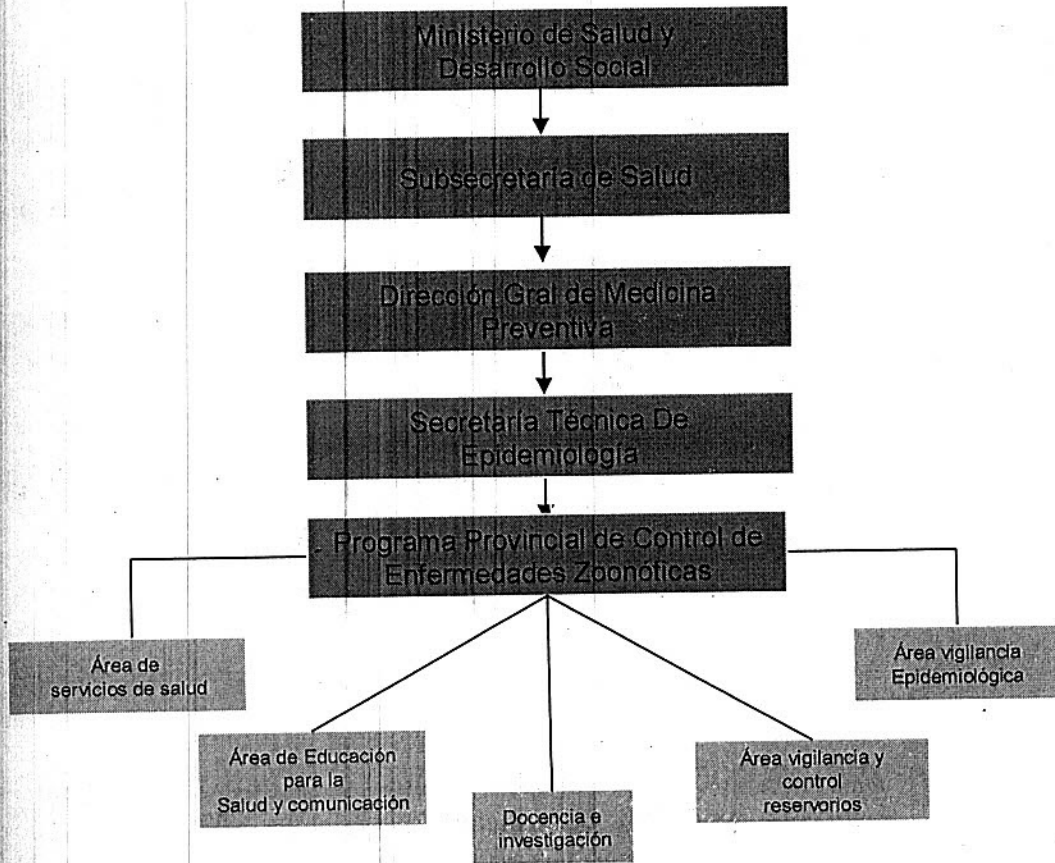 Ministerio de Salud y
Desarrollo Social
Subsecretaría de Salud
Dirección Gral de Medicina
Preventiva
Secretaría Técnica De
Epidemiología
Programa Provincial de Control de
Enfermedades Zoonóticas
Área de
servicios de salud
Área vigilancia
Epidemiológica
Área de Educación
para la
Salud y comunicación
Área vigilancia y
control
reservorios
Docencia e
investigación